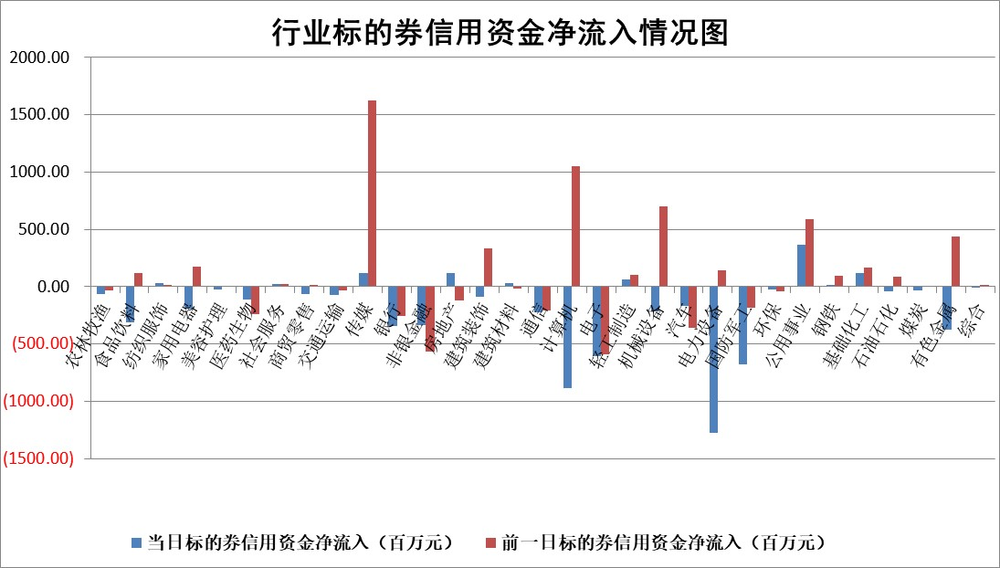 行业标的券信用资金净流入情况图
2000.00
1500.00
1000.00
500.00
0.00
(500.00)
(1000.00)
(1500.00)
农林牧渔
食品饮料
纺织服饰
家用电器
美容护理
医药生物
社会服务
商贸零售
交通运输
传媒
银行
非银金融
房地产
建筑装饰
建筑材料
通信
计算机
电子
轻工制造
机械设备
汽车
电力设备
国防军工
环保
公用事业
钢铁
基础化工
石油石化
煤炭
有色金属
综合
当日标的券信用资金净流入（百万元）
前一日标的券信用资金净流入（百万元）